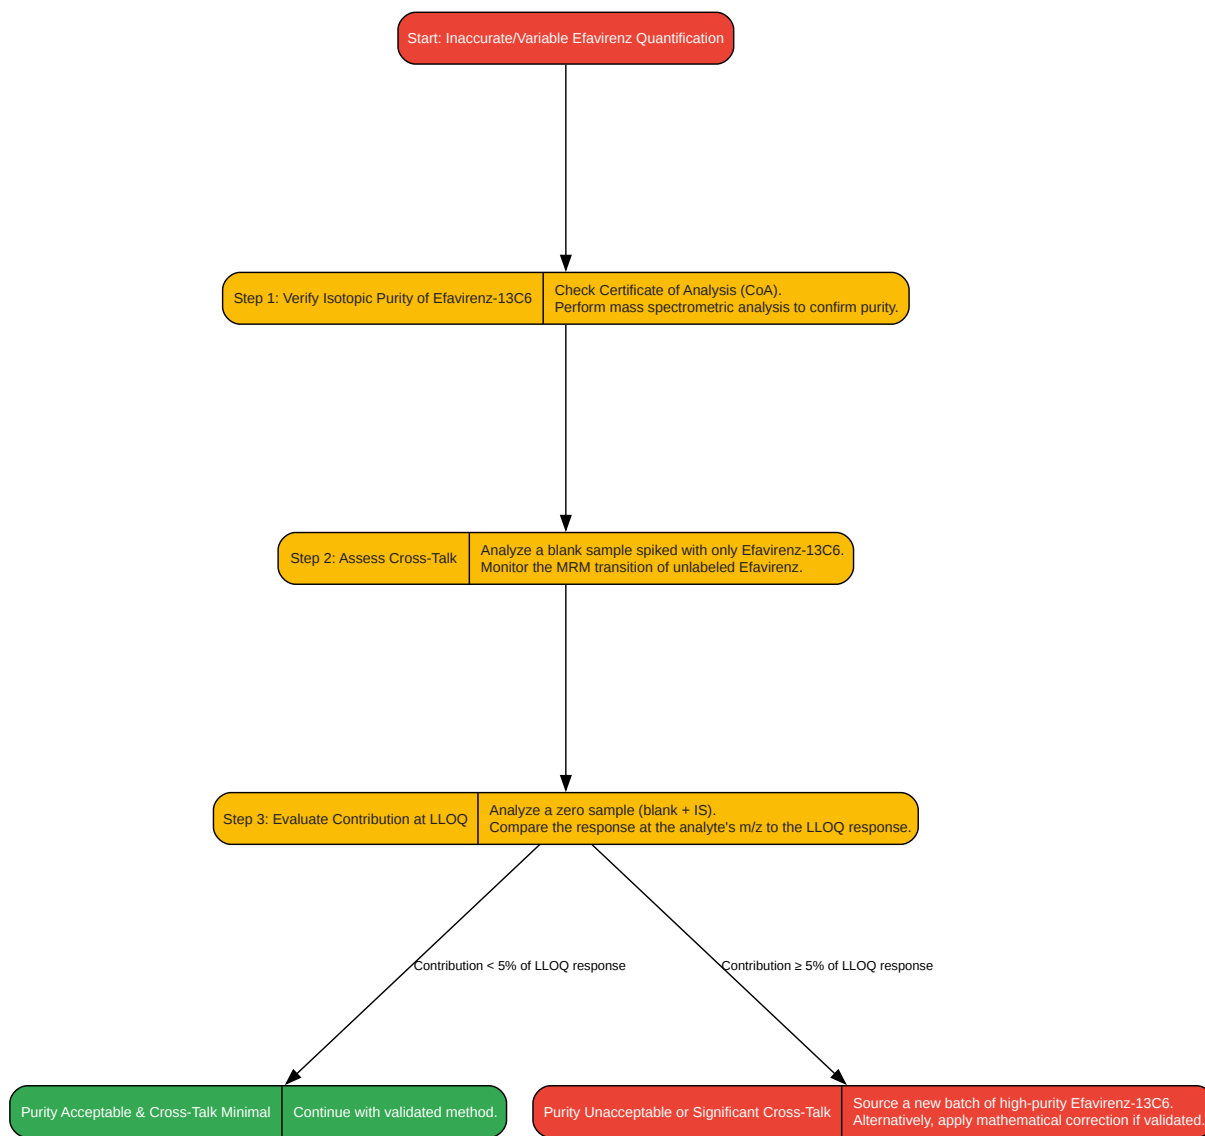 Start: Inaccurate/Variable Efavirenz Quantification
Step 1: Verify Isotopic Purity of Efavirenz-13C6
Check Certificate of Analysis (CoA).
Perform mass spectrometric analysis to confirm purity.
Step 2: Assess Cross-Talk
Analyze a blank sample spiked with only Efavirenz-13C6.
Monitor the MRM transition of unlabeled Efavirenz.
Step 3: Evaluate Contribution at LLOQ
Analyze a zero sample (blank + IS).
Compare the response at the analyte's m/z to the LLOQ response.
Contribution < 5% of LLOQ response
Contribution ≥ 5% of LLOQ response
Purity Acceptable & Cross-Talk Minimal
Continue with validated method.
Purity Unacceptable or Significant Cross-Talk
Source a new batch of high-purity Efavirenz-13C6.
Alternatively, apply mathematical correction if validated.